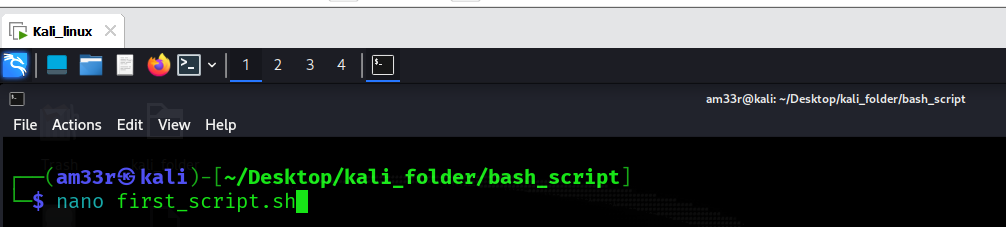 Kali_linux
1 2 3 4
am33r@kali: ~/Desktop/kali_folder/bash_script
File Actions Edit View Help
(am33r㉿kali)-[~/Desktop/kali_folder/bash_script]
$ nano first_script.sh